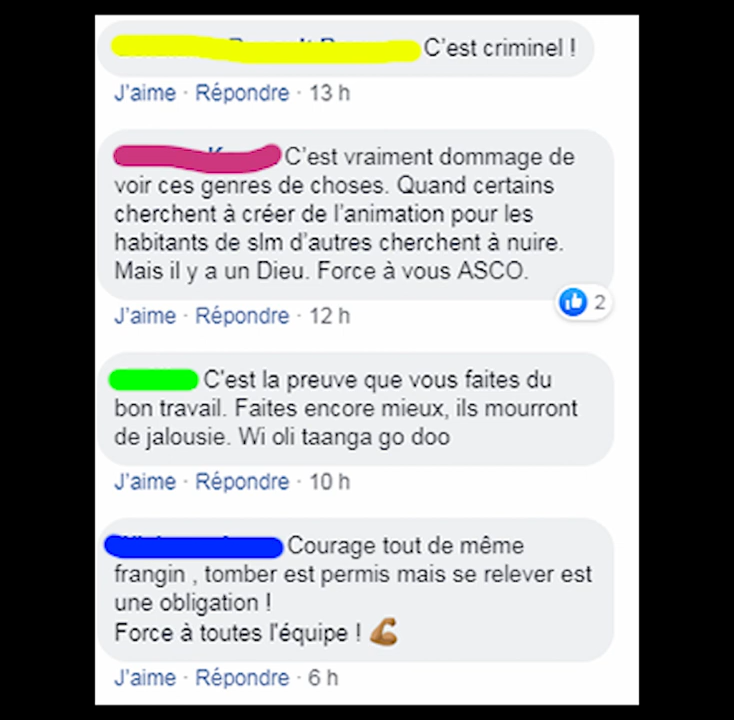 C'est criminel !
J'aime · Répondre · 13 h
C'est vraiment dommage de
voir ces genres de choses. Quand certains
cherchent à créer de l'animation pour les
habitants de slm d'autres cherchent à nuire.
Mais il y a un Dieu. Force à vous ASCO.
2
J'aime · Répondre · 12 h
C'est la preuve que vous faites du
bon travail. Faites encore mieux, ils mourront
de jalousie. Wi oli taanga go doo
J'aime · Répondre · 10 h
Courage tout de même
frangin , tomber est permis mais se relever est
une obligation !
Force à toutes l'équipe ! 💪🏾
J'aime · Répondre · 6 h